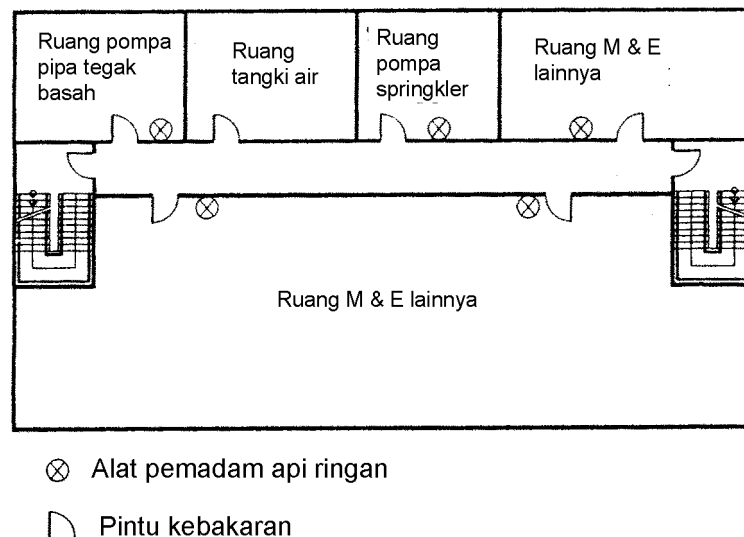 Ruang pompa
pipa tegak
basah
Ruang
tangki air
Ruang
pompa
springkler
Ruang M & E
lainnya
Ruang M & E lainnya
Alat pemadam api ringan
Pintu kebakaran